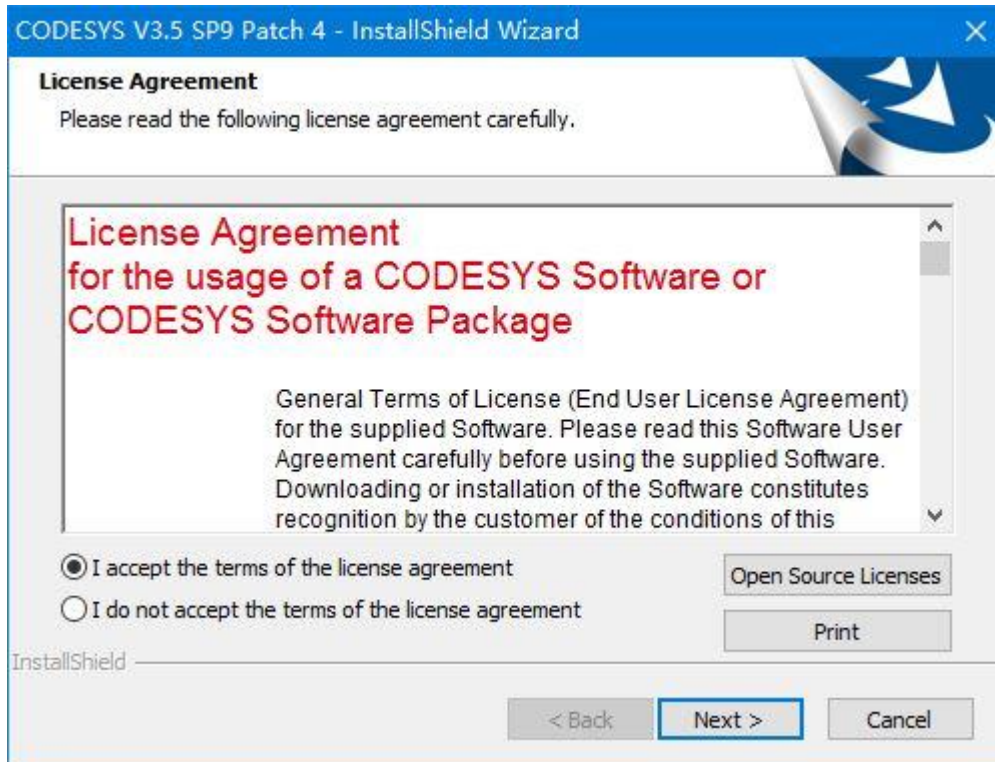 CODESYS V3.5 SP9 Patch 4 - InstallShield Wizard
License Agreement
Please read the following license agreement carefully.
License Agreement
for the usage of a CODESYS Software or
CODESYS Software Package
General Terms of License (End User License Agreement)
for the supplied Software. Please read this Software User
Agreement carefully before using the supplied Software.
Downloading or installation of the Software constitutes
recognition by the customer of the conditions of this
I accept the terms of the license agreement
Open Source Licenses
I do not accept the terms of the license agreement
Print
InstallShield
< Back
Next >
Cancel